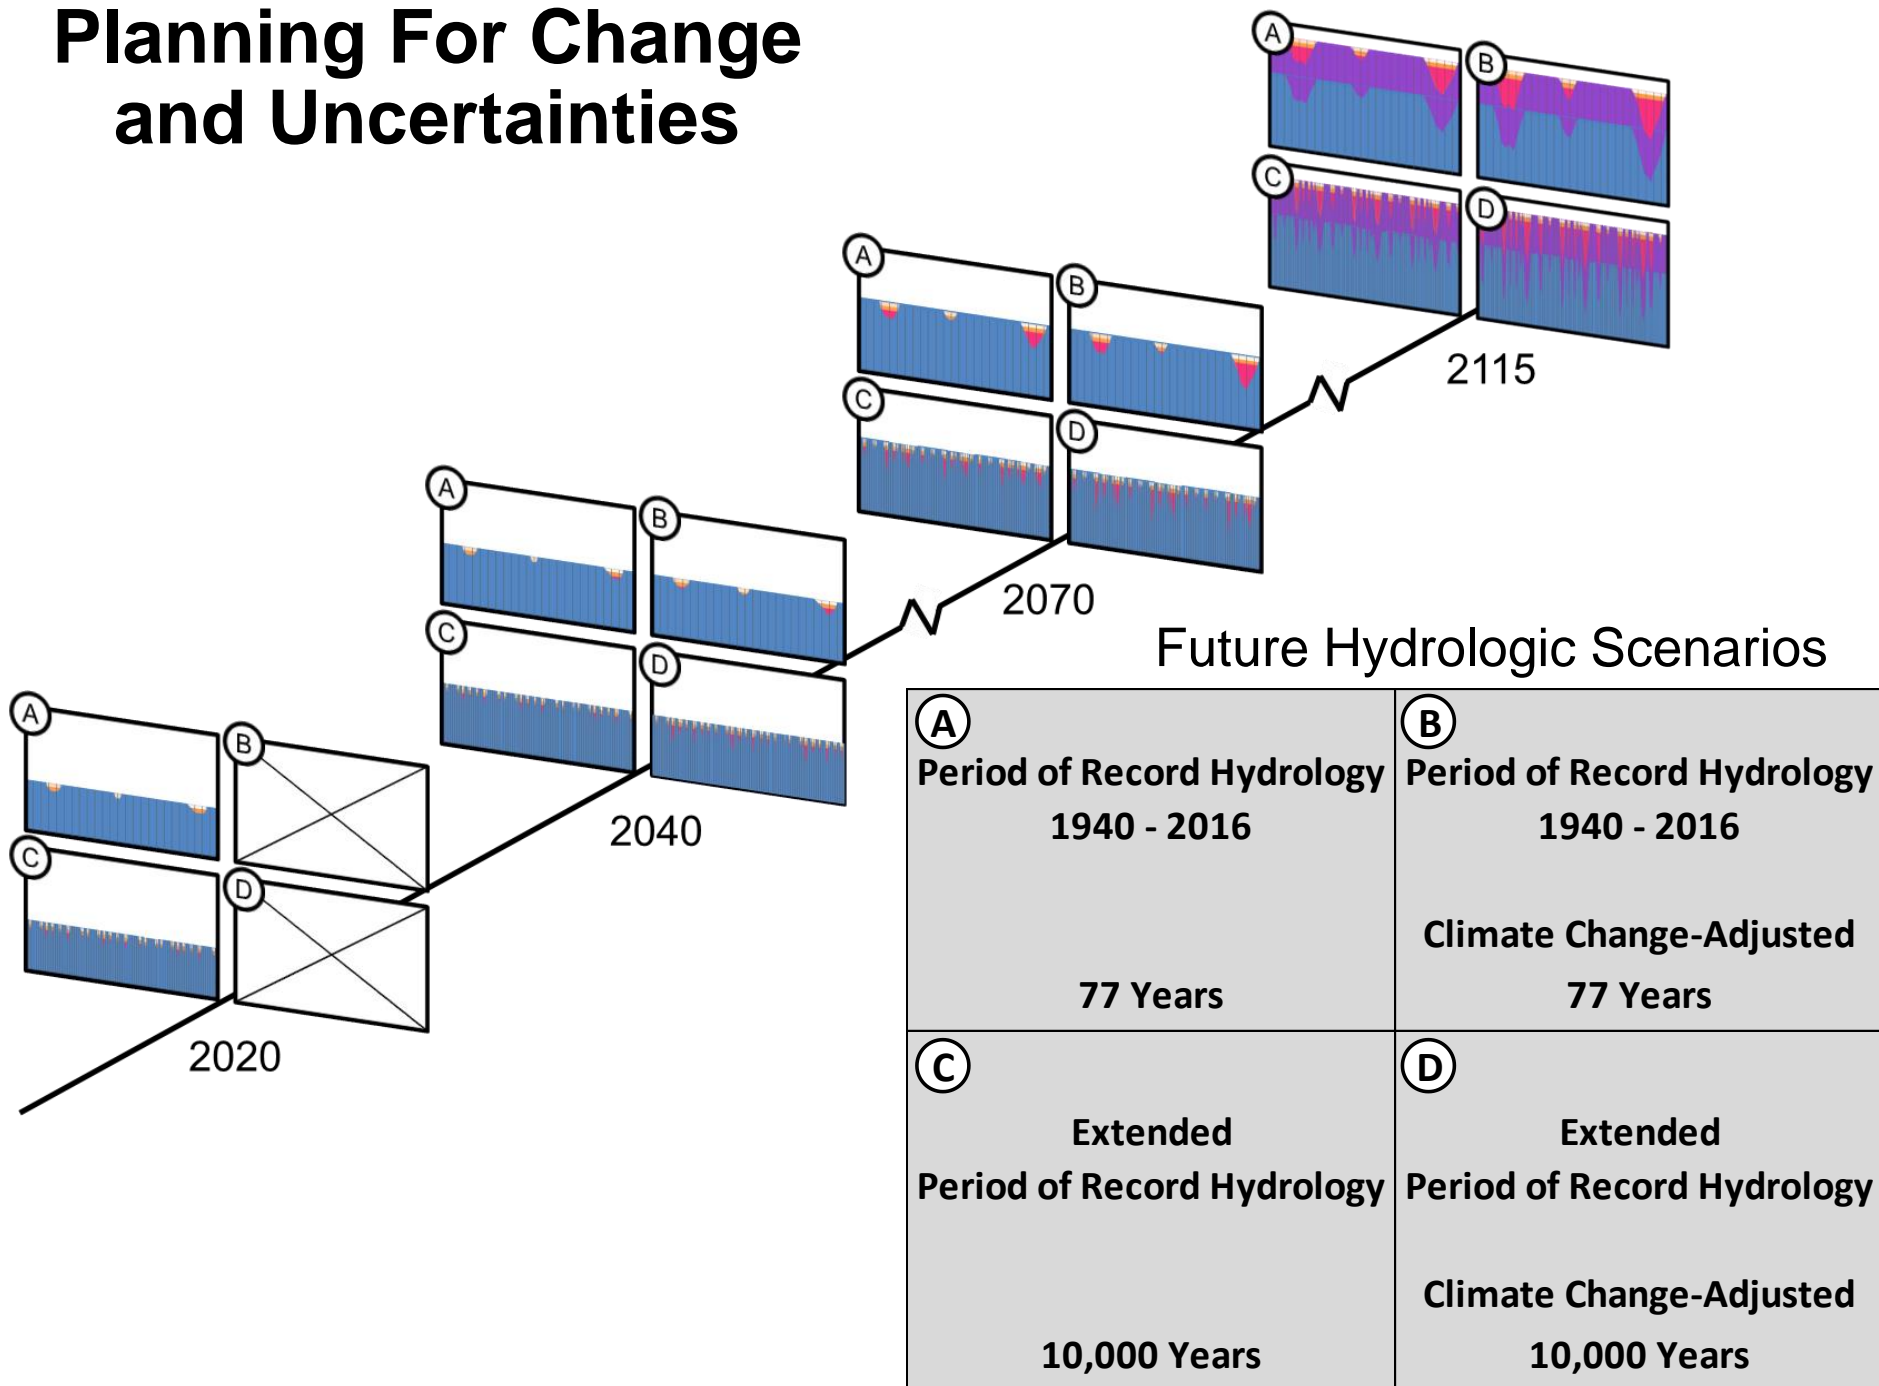 Planning For Change
and Uncertainties
A
B
C
D
2115
A
B
C
D
2070
A
B
C
D
2040
A
B
C
D
2020
Future Hydrologic Scenarios
A
Period of Record Hydrology
1940 - 2016
77 Years
B
Period of Record Hydrology
1940 - 2016
Climate Change-Adjusted
77 Years
C
Extended
Period of Record Hydrology
10,000 Years
D
Extended
Period of Record Hydrology
Climate Change-Adjusted
10,000 Years